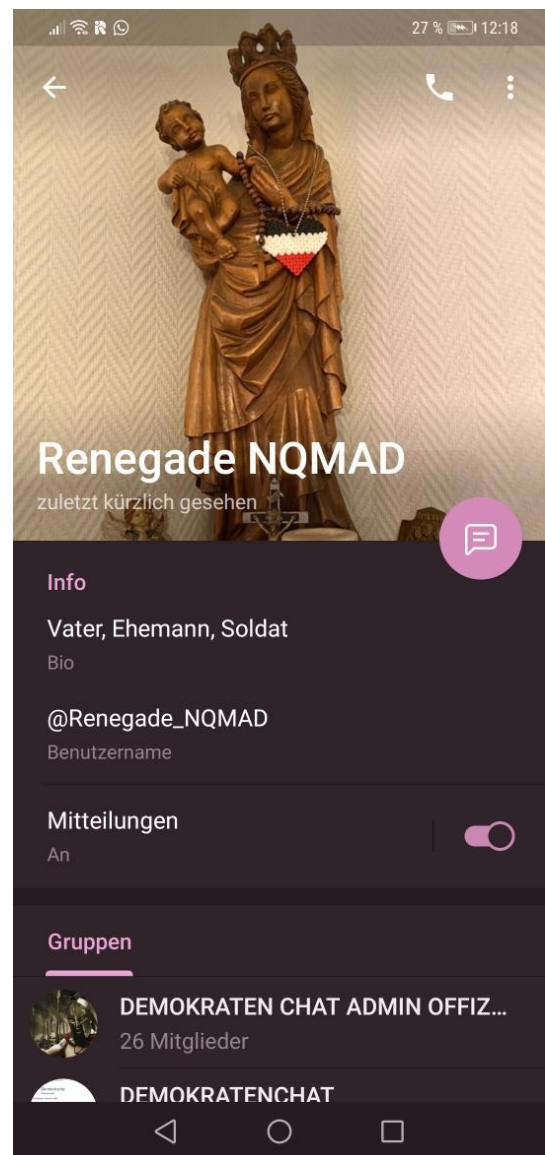 27 % 12:18
Renegade NQMAD
zuletzt kürzlich gesehen
Info
Vater, Ehemann, Soldat
Bio
@Renegade_NQMAD
Benutzername
Mitteilungen
An
Gruppen
DEMOKRATEN CHAT ADMIN OFFIZ...
26 Mitglieder
DEMOKRATENCHAT